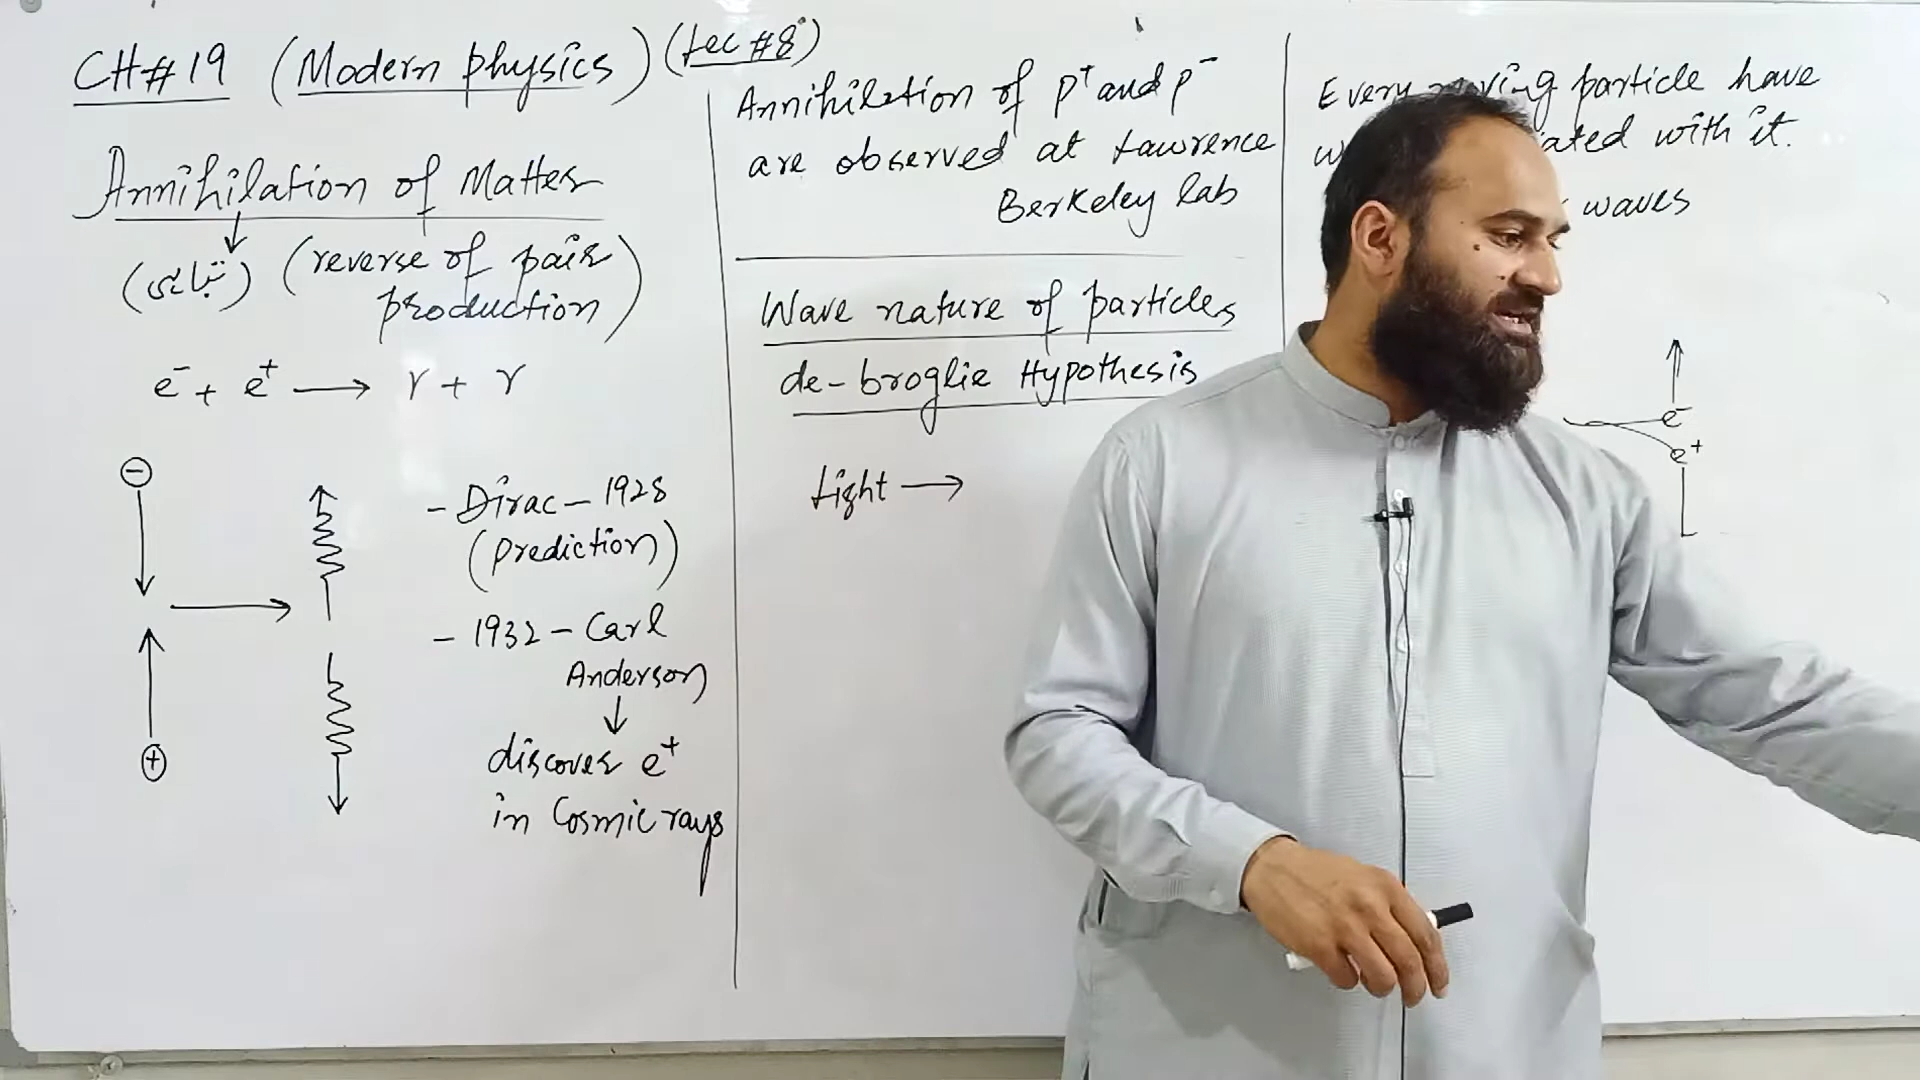 CH#19 (Modern physics) (Lec #8)
Annihilation of Matter
(تباہی) (reverse of pair
production)
e⁻ + e⁺ ⟶ γ + γ
−
+
- Dirac - 1928
(prediction)
- 1932 - Carl
Anderson
↓
discover e⁺
in Cosmic rays
Annihilation of p⁺ and p⁻
are observed at Lawrence
Berkeley lab
Wave nature of particles
de-broglie Hypothesis
Light →
Every particle have
with it.
waves
e⁻
e⁺